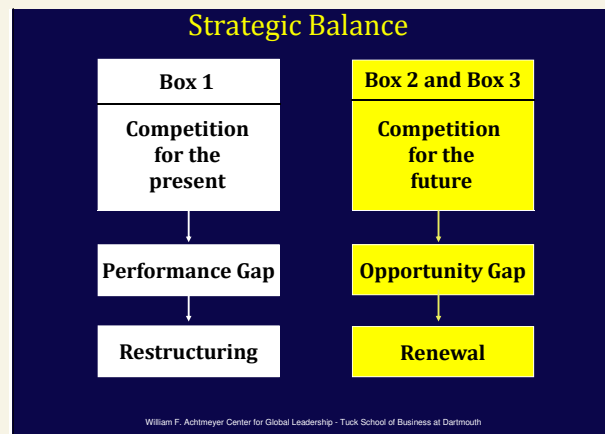 Strategic Balance
Box 1
Competition
for the
present
Performance Gap
Restructuring
Box 2 and Box 3
Competition
for the
future
Opportunity Gap
Renewal
William F. Achtmeyer Center for Global Leadership - Tuck School of Business at Dartmouth